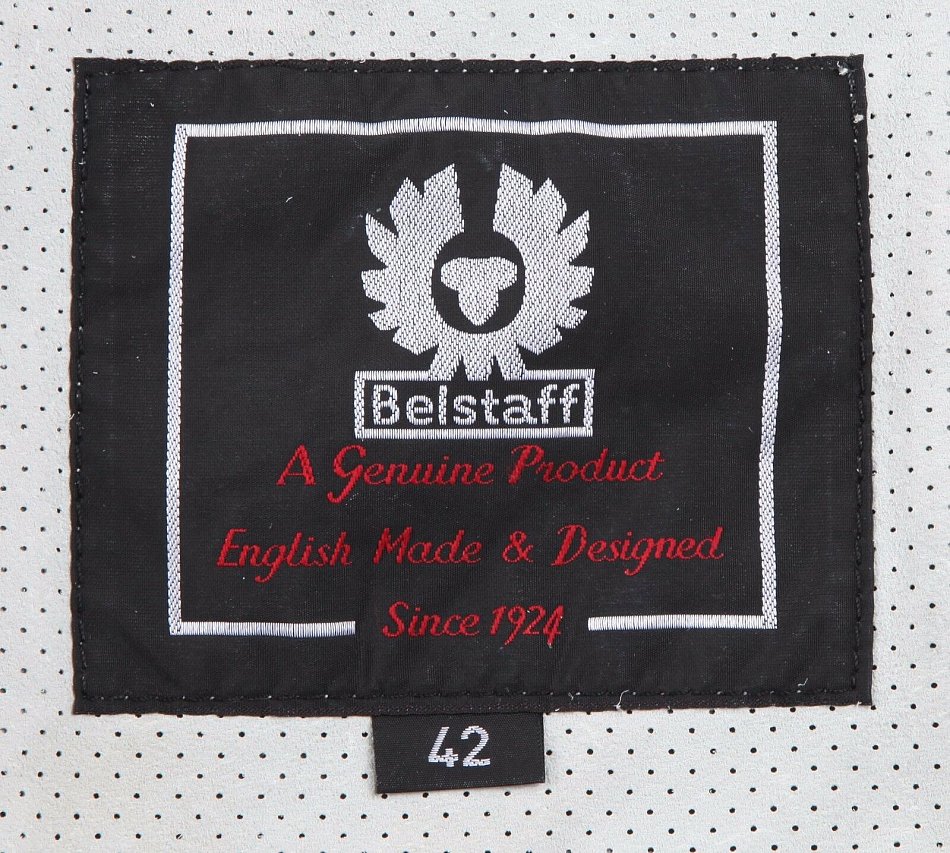 Belstaff
A Genuine Product
English Made & Designed
Since 1924
42